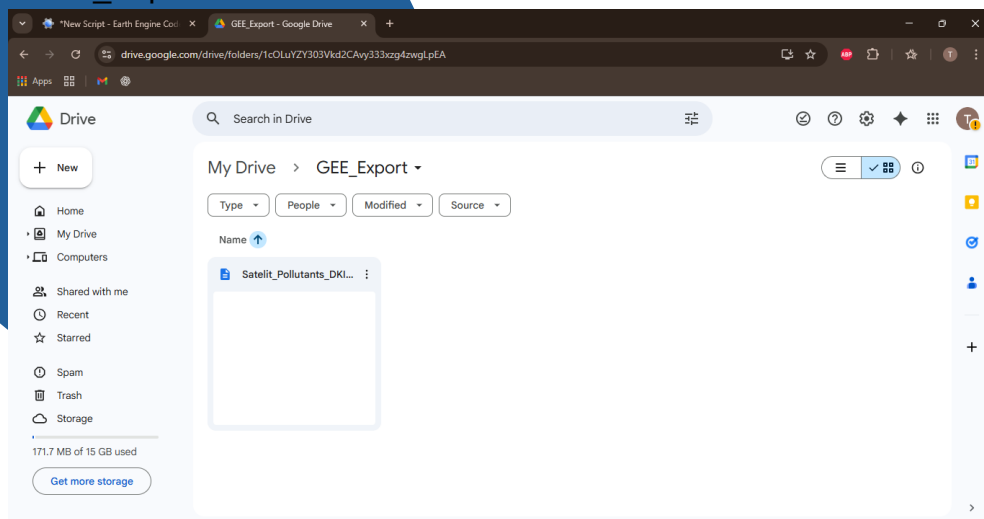 *New Script - Earth Engine Cod
GEE_Export - Google Drive
drive.google.com/drive/folders/1cOLuYZY303Vkd2CAvy333xzg4zwgLpEA
ABP
T
Apps
Drive
Search in Drive
T
New
My Drive > GEE_Export
Type
People
Modified
Source
Home
My Drive
Computers
Name
Satelit_Pollutants_DKI...
Shared with me
Recent
Starred
Spam
Trash
Storage
171.7 MB of 15 GB used
Get more storage